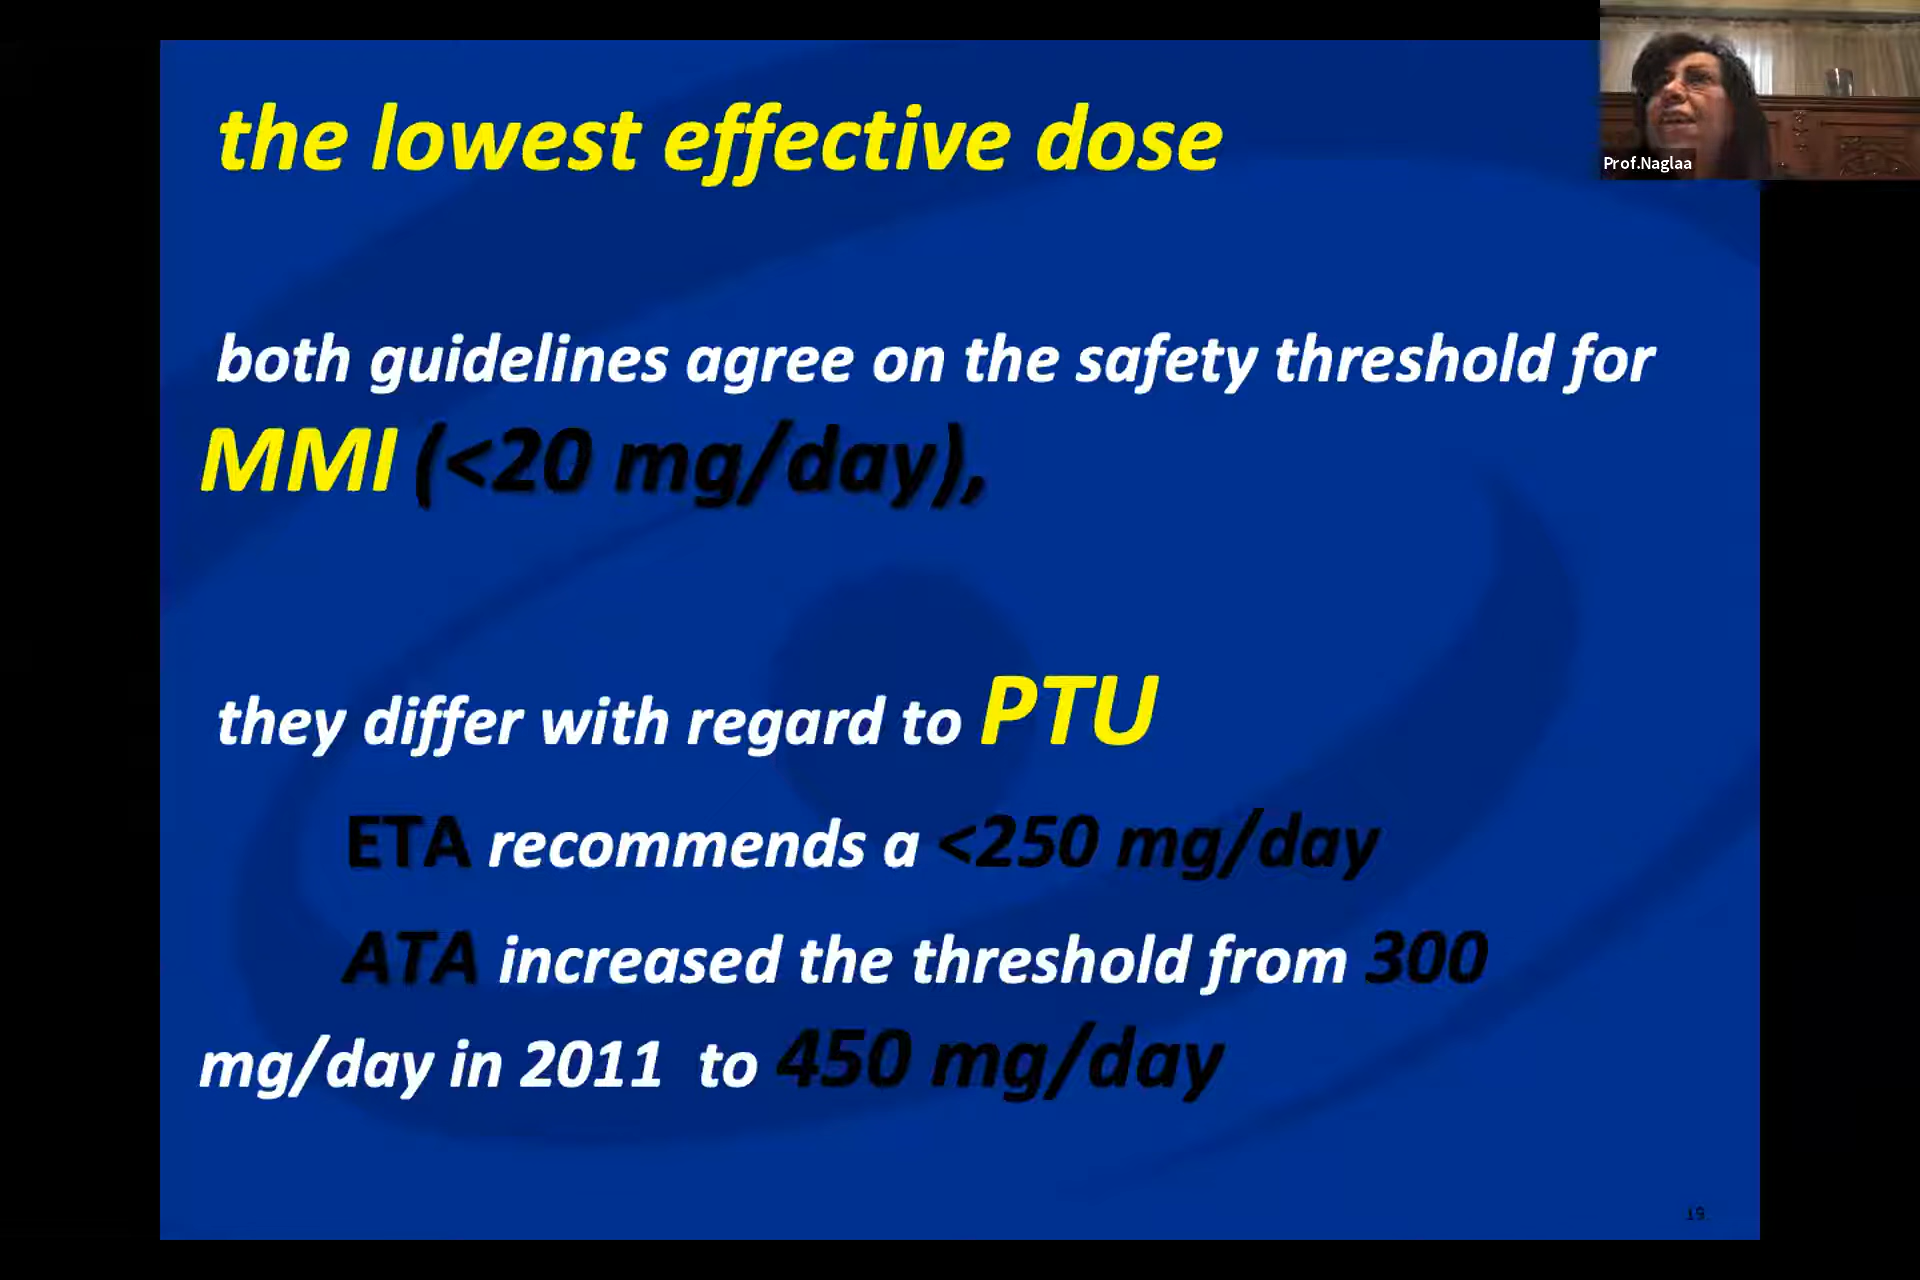 the lowest effective dose
Prof.Naglaa
both guidelines agree on the safety threshold for
MMI (<20 mg/day),
they differ with regard to PTU
ETA recommends a <250 mg/day
ATA increased the threshold from 300
mg/day in 2011 to 450 mg/day
19